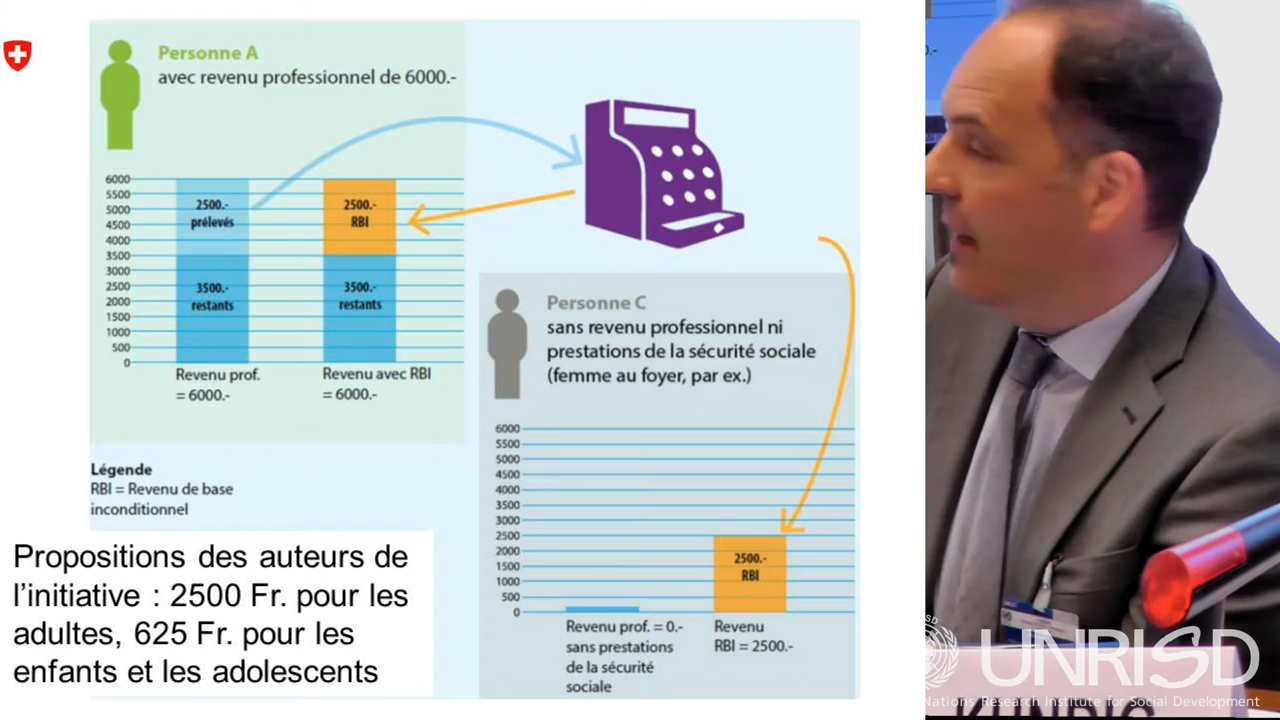 Personne A
avec revenu professionnel de 6000.-
6000
5500
5000
4500
4000
3500
3000
2500
2000
1500
1000
500
0
2500.-
prélevés
3500.-
restants
2500.-
RBI
3500.-
restants
Revenu prof.
= 6000.-
Revenu avec RBI
= 6000.-
Personne C
sans revenu professionnel ni
prestations de la sécurité sociale
(femme au foyer, par ex.)
6000
5500
5000
4500
4000
3500
3000
2500
2000
1500
1000
500
0
2500.-
RBI
Revenu prof. = 0.-
sans prestations
de la sécurité
sociale
Revenu
RBI = 2500.-
Légende
RBI = Revenu de base
inconditionnel
Propositions des auteurs de
l’initiative : 2500 Fr. pour les
adultes, 625 Fr. pour les
enfants et les adolescents
UNRISD
Nations Research Institute for Social Development